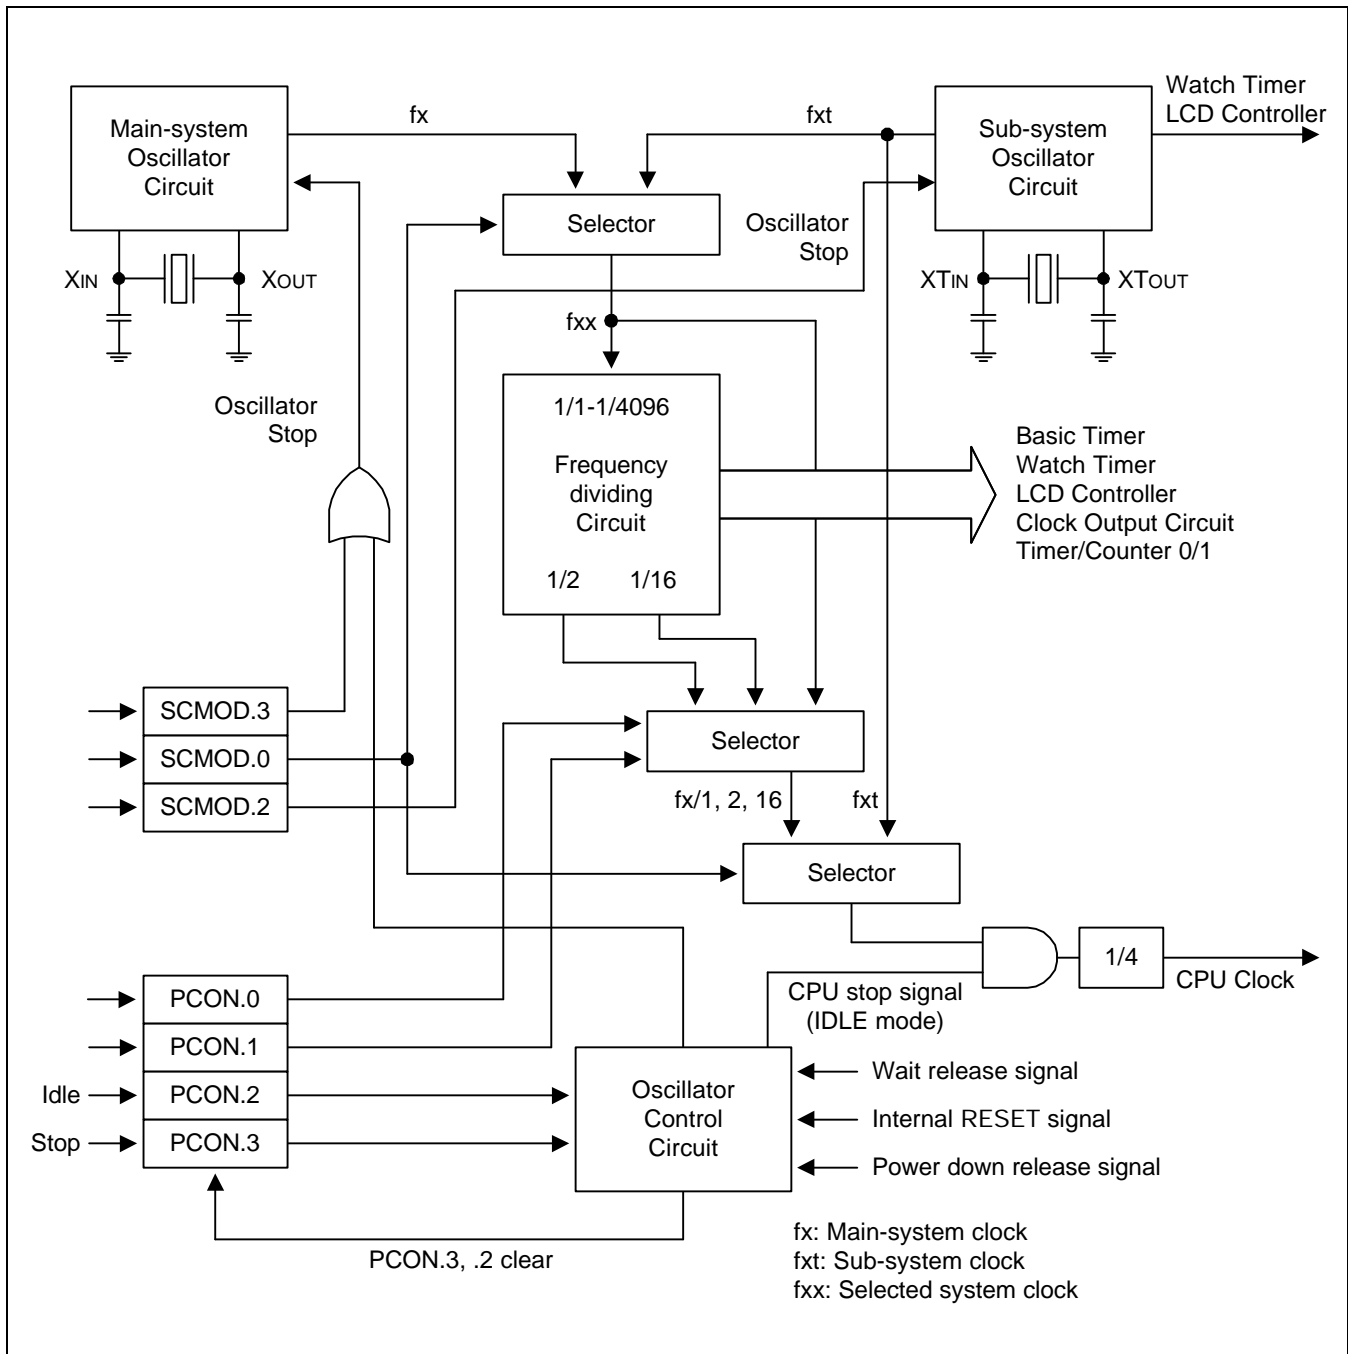 Watch Timer
LCD Controller
fx
fxt
Main-system
Oscillator
Circuit
Sub-system
Oscillator
Circuit
Selector
Oscillator
Stop
XIN
XOUT
XTIN
XTOUT
fxx
1/1-1/4096
Frequency
dividing
Circuit
1/2
1/16
Oscillator
Stop
Basic Timer
Watch Timer
LCD Controller
Clock Output Circuit
Timer/Counter 0/1
SCMOD.3
SCMOD.0
SCMOD.2
Selector
fx/1, 2, 16
fxt
Selector
1/4
CPU Clock
CPU stop signal
(IDLE mode)
PCON.0
PCON.1
Idle
PCON.2
Stop
PCON.3
Oscillator
Control
Circuit
Wait release signal
Internal RESET signal
Power down release signal
PCON.3, .2 clear
fx: Main-system clock
fxt: Sub-system clock
fxx: Selected system clock